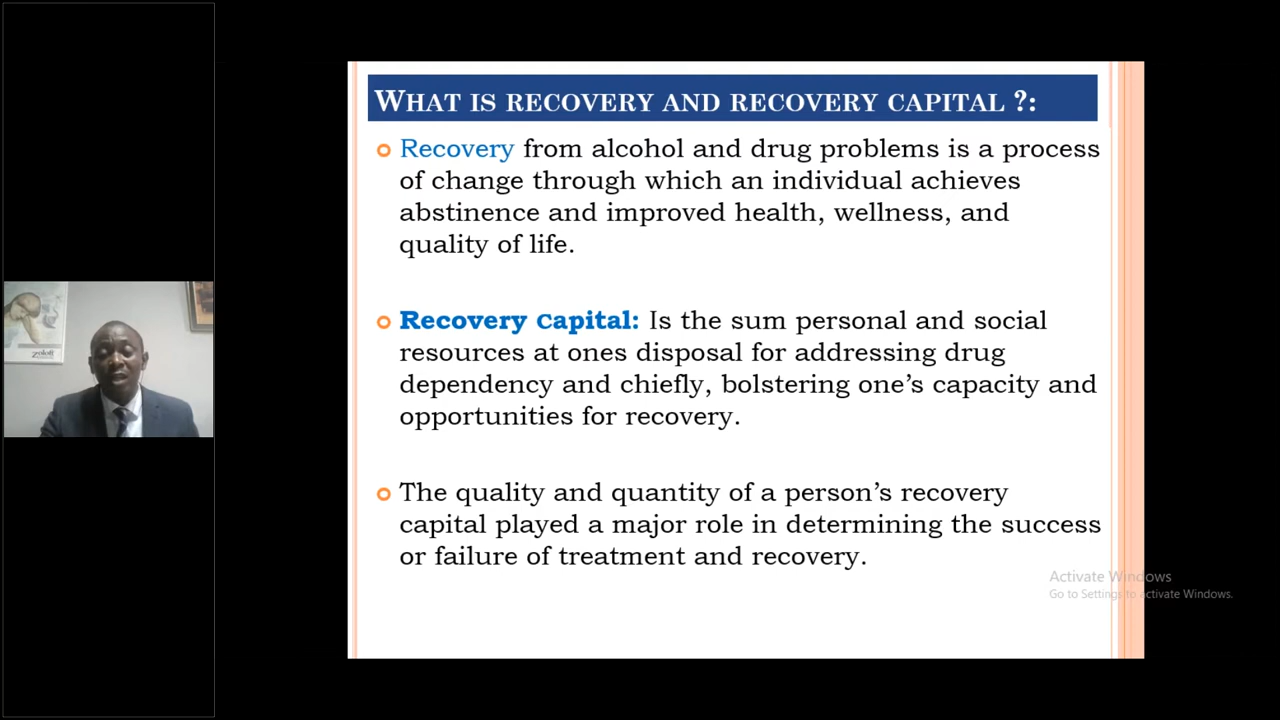 WHAT IS RECOVERY AND RECOVERY CAPITAL ?:
Recovery from alcohol and drug problems is a process
of change through which an individual achieves
abstinence and improved health, wellness, and
quality of life.
Recovery Capital: Is the sum personal and social
resources at ones disposal for addressing drug
dependency and chiefly, bolstering one’s capacity and
opportunities for recovery.
The quality and quantity of a person’s recovery
capital played a major role in determining the success
or failure of treatment and recovery.
Activate Windows
Go to Settings to activate Windows.
Zoloft